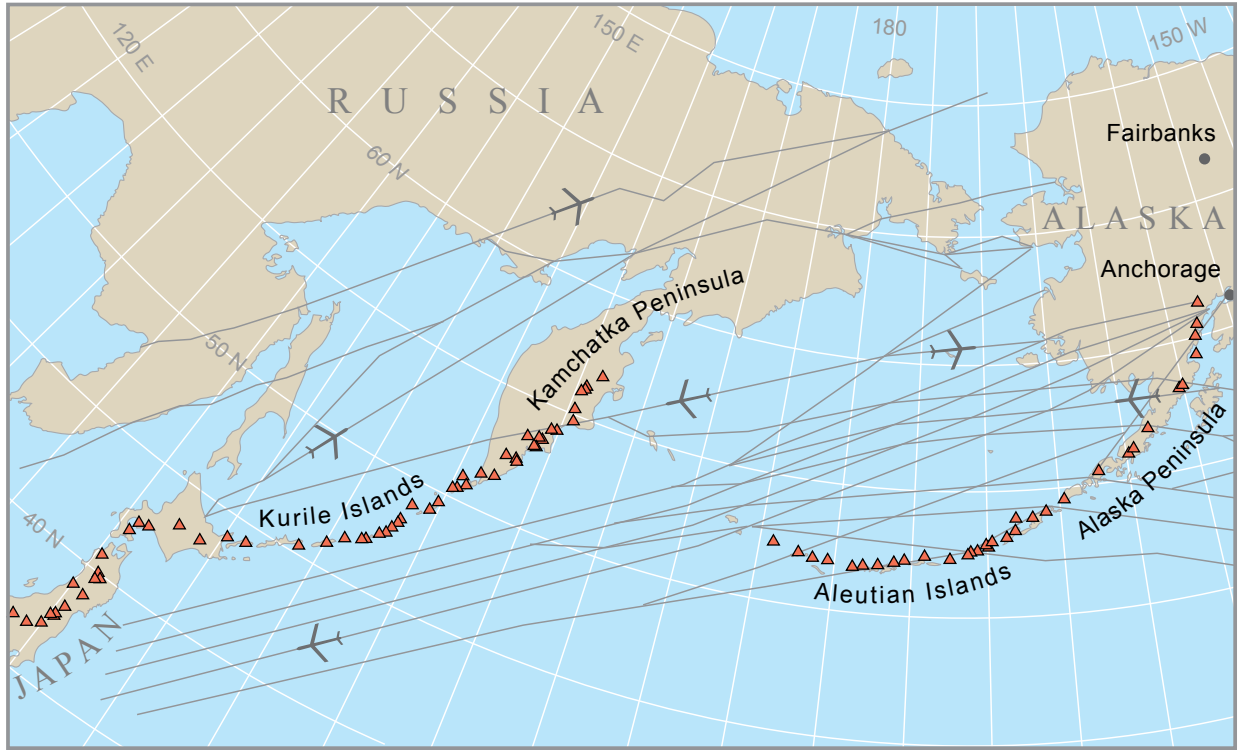 120 E
150 E
180
150 W
RUSSIA
Fairbanks
60 N
ALASKA
Anchorage
Kamchatka Peninsula
50 N
Alaska Peninsula
Kurile Islands
40 N
Aleutian Islands
JAPAN